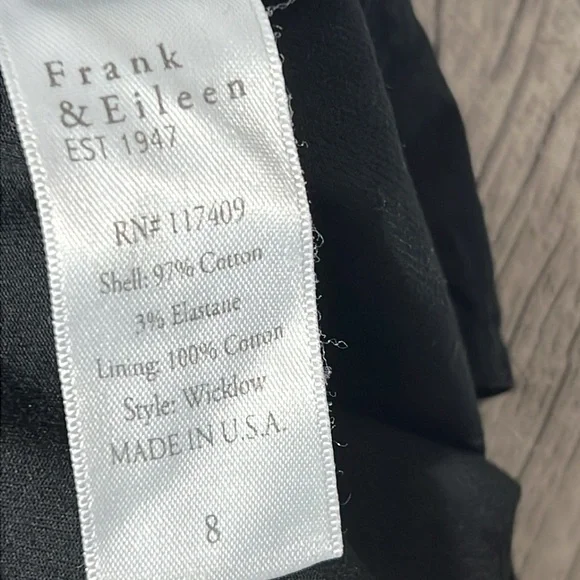 Frank
& Eileen
EST 1947
RN# 117409
Shell: 97% Cotton
3% Elastane
Lining: 100% Cotton
Style: Wicklow
MADE IN U.S.A.
8